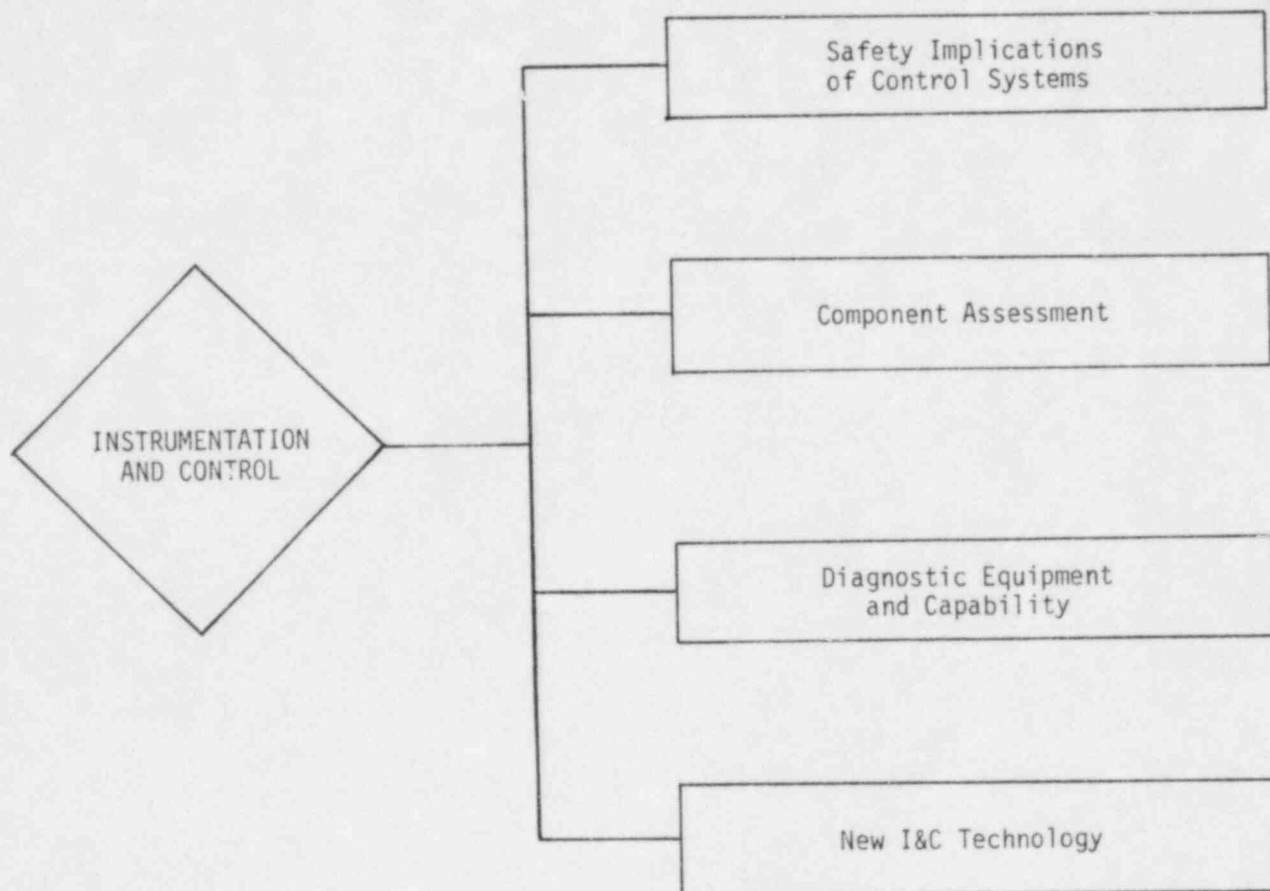 Safety Implications
of Control Systems
Component Assessment
INSTRUMENTATION
AND CONTROL
Diagnostic Equipment
and Capability
New I&C Technology